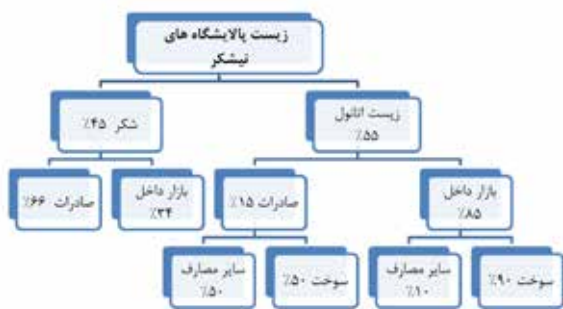 زیست پالایشگاه های
نیشکر
زیست اتانول
٪۵۵
شکر ۴۵٪
بازار داخل
٪۸۵
صادرات ۱۵٪
بازار داخل
٪۳۴
صادرات ۶۶٪
سوخت ۹۰٪
سایر مصارف
٪۱۰
سوخت ۵۰٪
سایر مصارف
٪۵۰